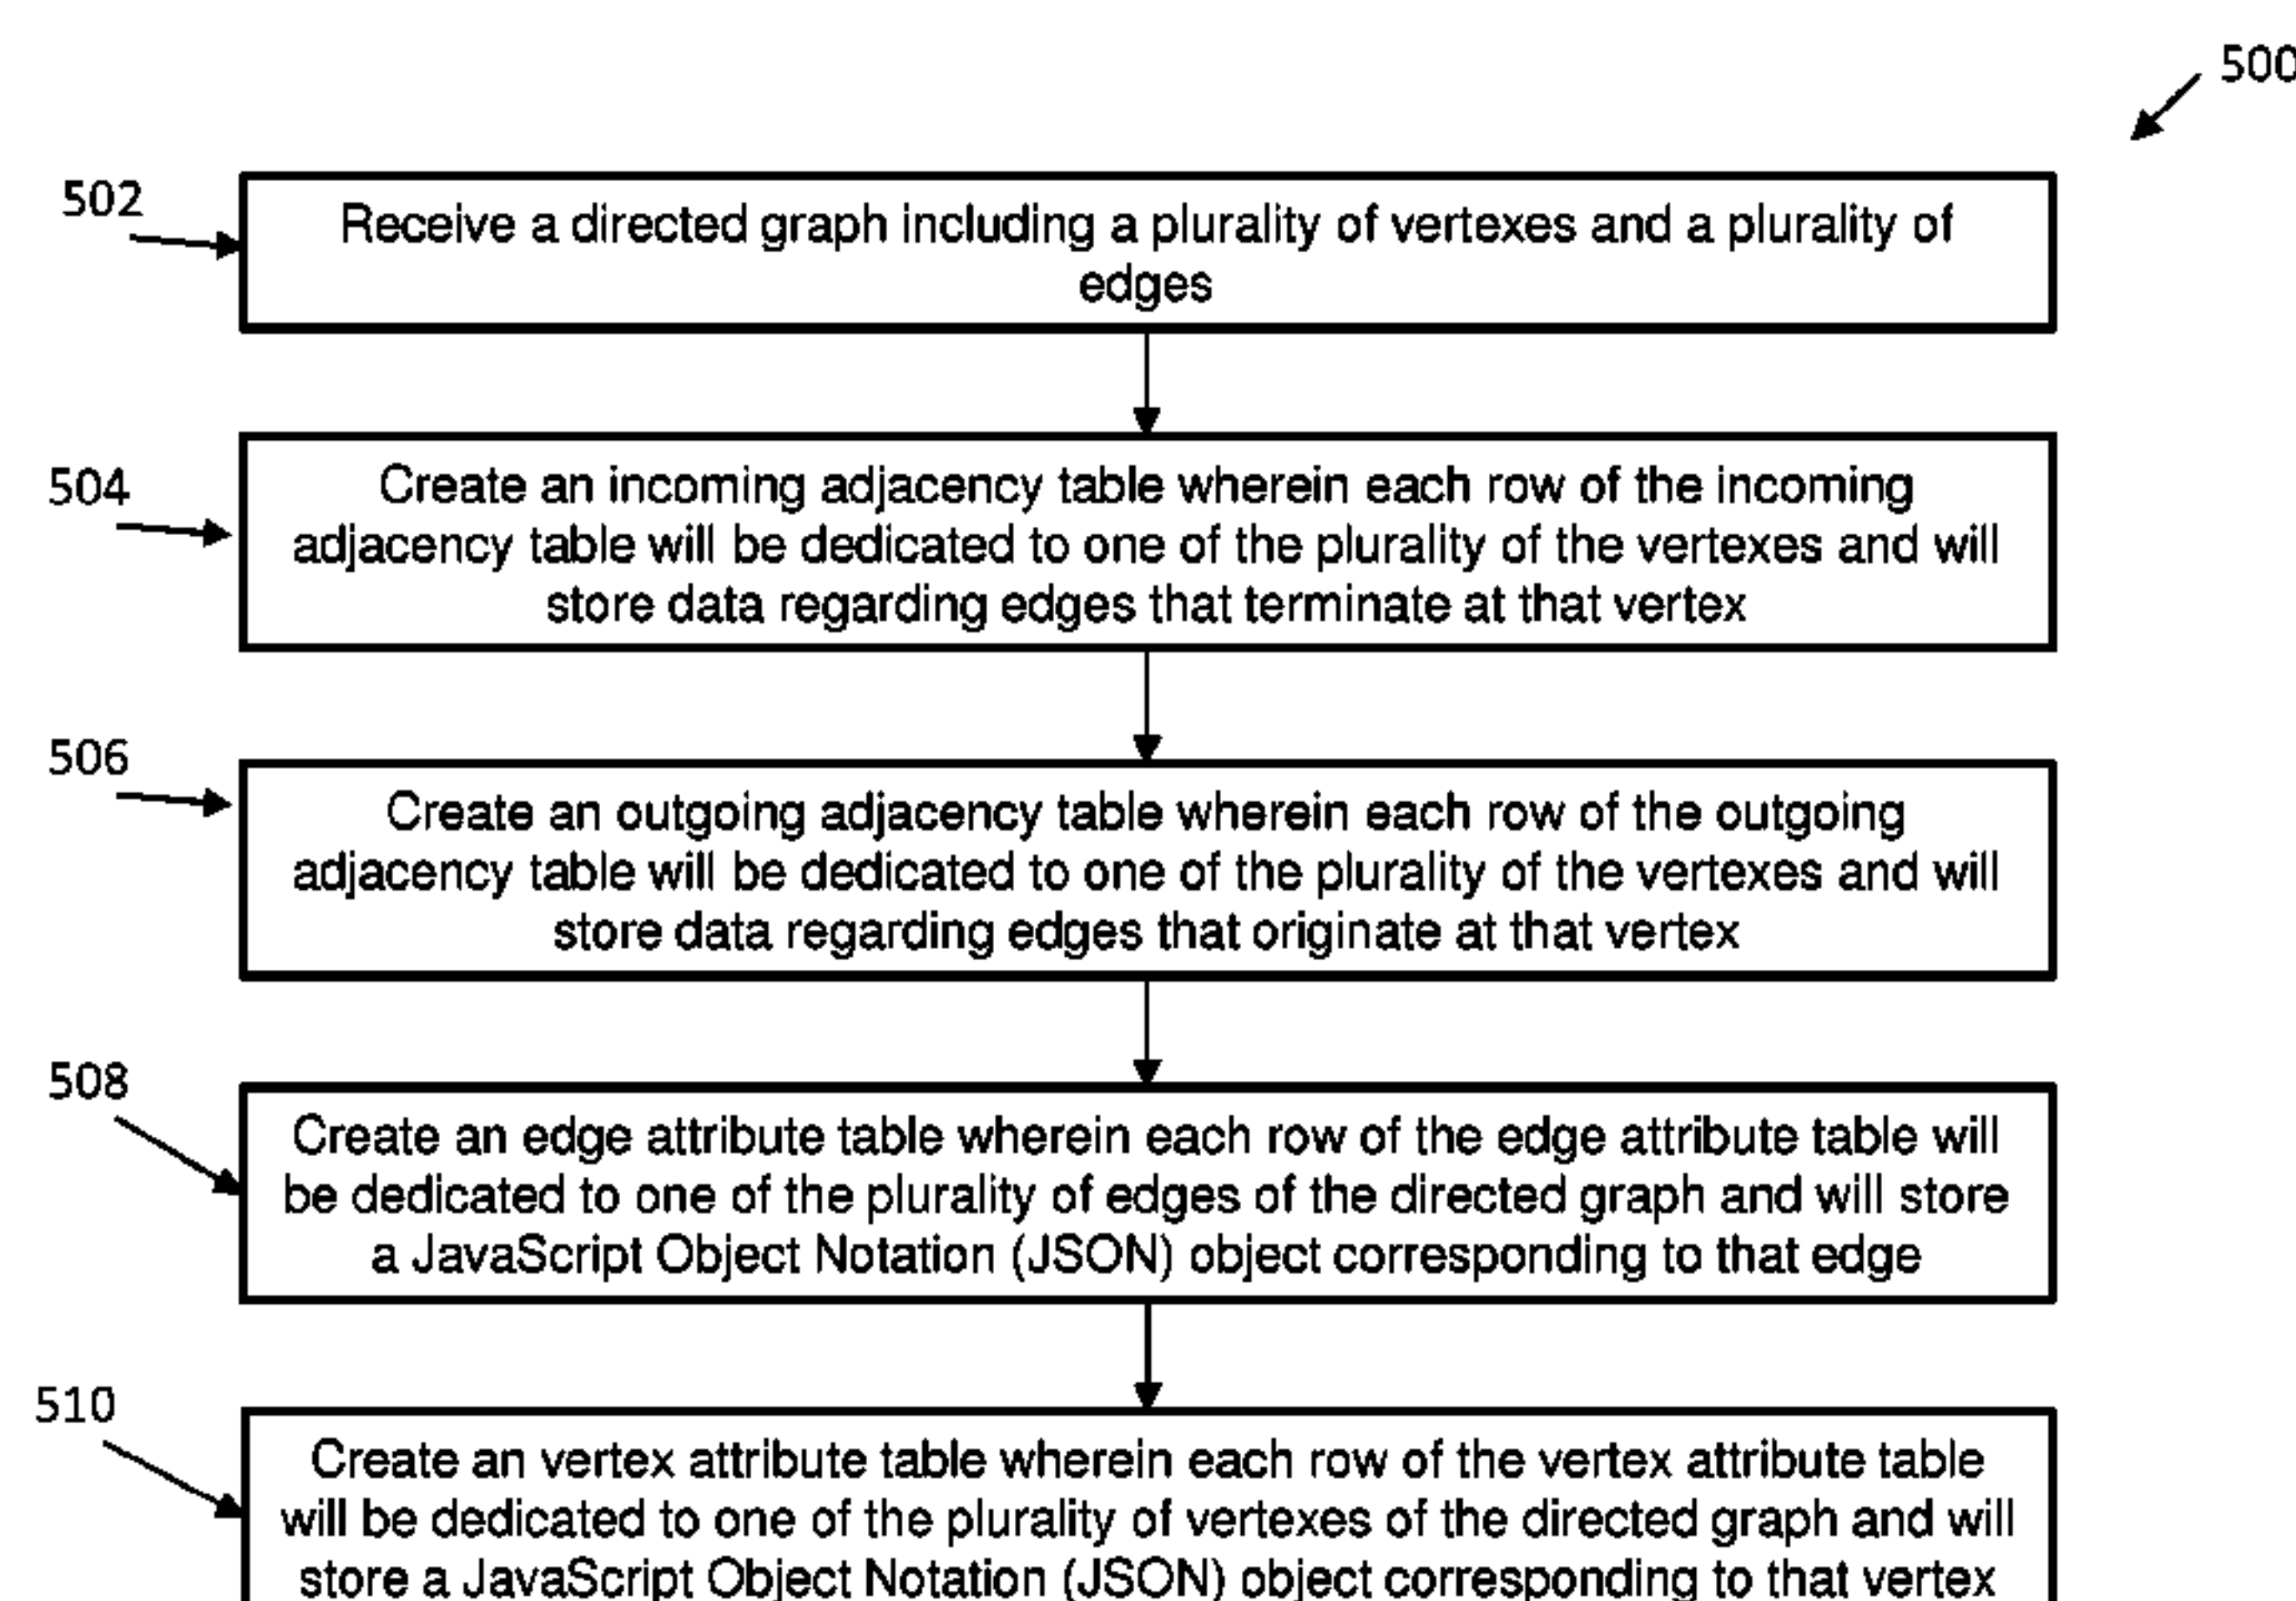 500
502
Receive a directed graph including a plurality of vertexes and a plurality of
edges
504
Create an incoming adjacency table wherein each row of the incoming
adjacency table will be dedicated to one of the plurality of the vertexes and will
store data regarding edges that terminate at that vertex
506
Create an outgoing adjacency table wherein each row of the outgoing
adjacency table will be dedicated to one of the plurality of the vertexes and will
store data regarding edges that originate at that vertex
508
Create an edge attribute table wherein each row of the edge attribute table will
be dedicated to one of the plurality of edges of the directed graph and will store
a JavaScript Object Notation (JSON) object corresponding to that edge
510
Create an vertex attribute table wherein each row of the vertex attribute table
will be dedicated to one of the plurality of vertexes of the directed graph and will
store a JavaScript Object Notation (JSON) object corresponding to that vertex